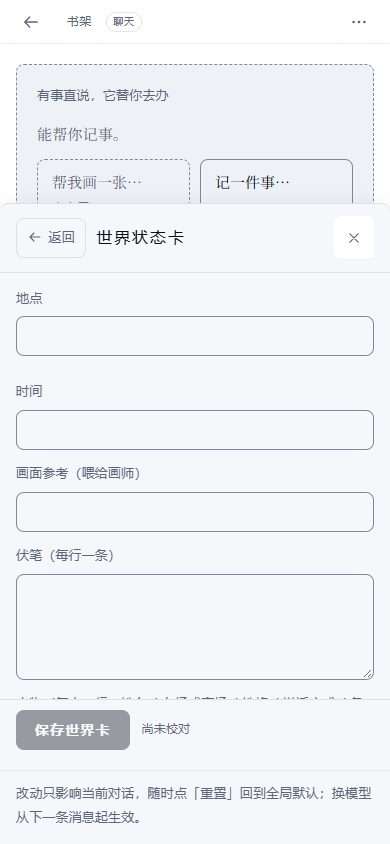 书架 聊天
有事直说，它替你去办
能帮你记事。
帮我画一张…
记一件事…
返回 世界状态卡
地点
时间
画面参考（喂给画师）
伏笔（每行一条）
保存世界卡 尚未校对
改动只影响当前对话，随时点「重置」回到全局默认；换模型
从下一条消息起生效。